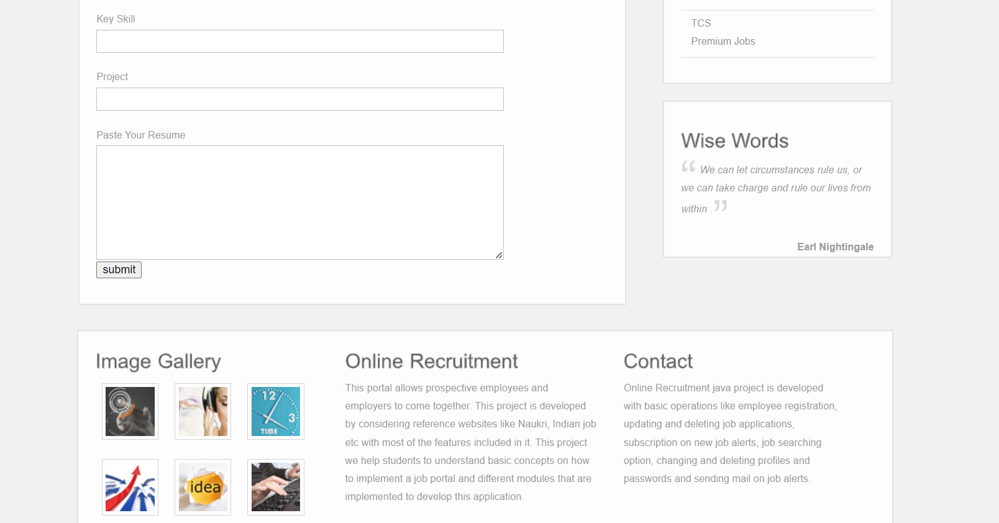 Key Skill
Project
Paste Your Resume
submit
TCS
Premium Jobs
Wise Words
“ We can let circumstances rule us, or
we can take charge and rule our lives from
within .”
Earl Nightingale
Image Gallery
12
3
TIME
idea
Online Recruitment
This portal allows prospective employees and
employers to come together. This project is developed
by considering reference websites like Naukri, Indian job
etc with most of the features included in it. This project
we help students to understand basic concepts on how
to implement a job portal and different modules that are
implemented to develop this application.
Contact
Online Recruitment java project is developed
with basic operations like employee registration,
updating and deleting job applications,
subscription on new job alerts, job searching
option, changing and deleting profiles and
passwords and sending mail on job alerts.